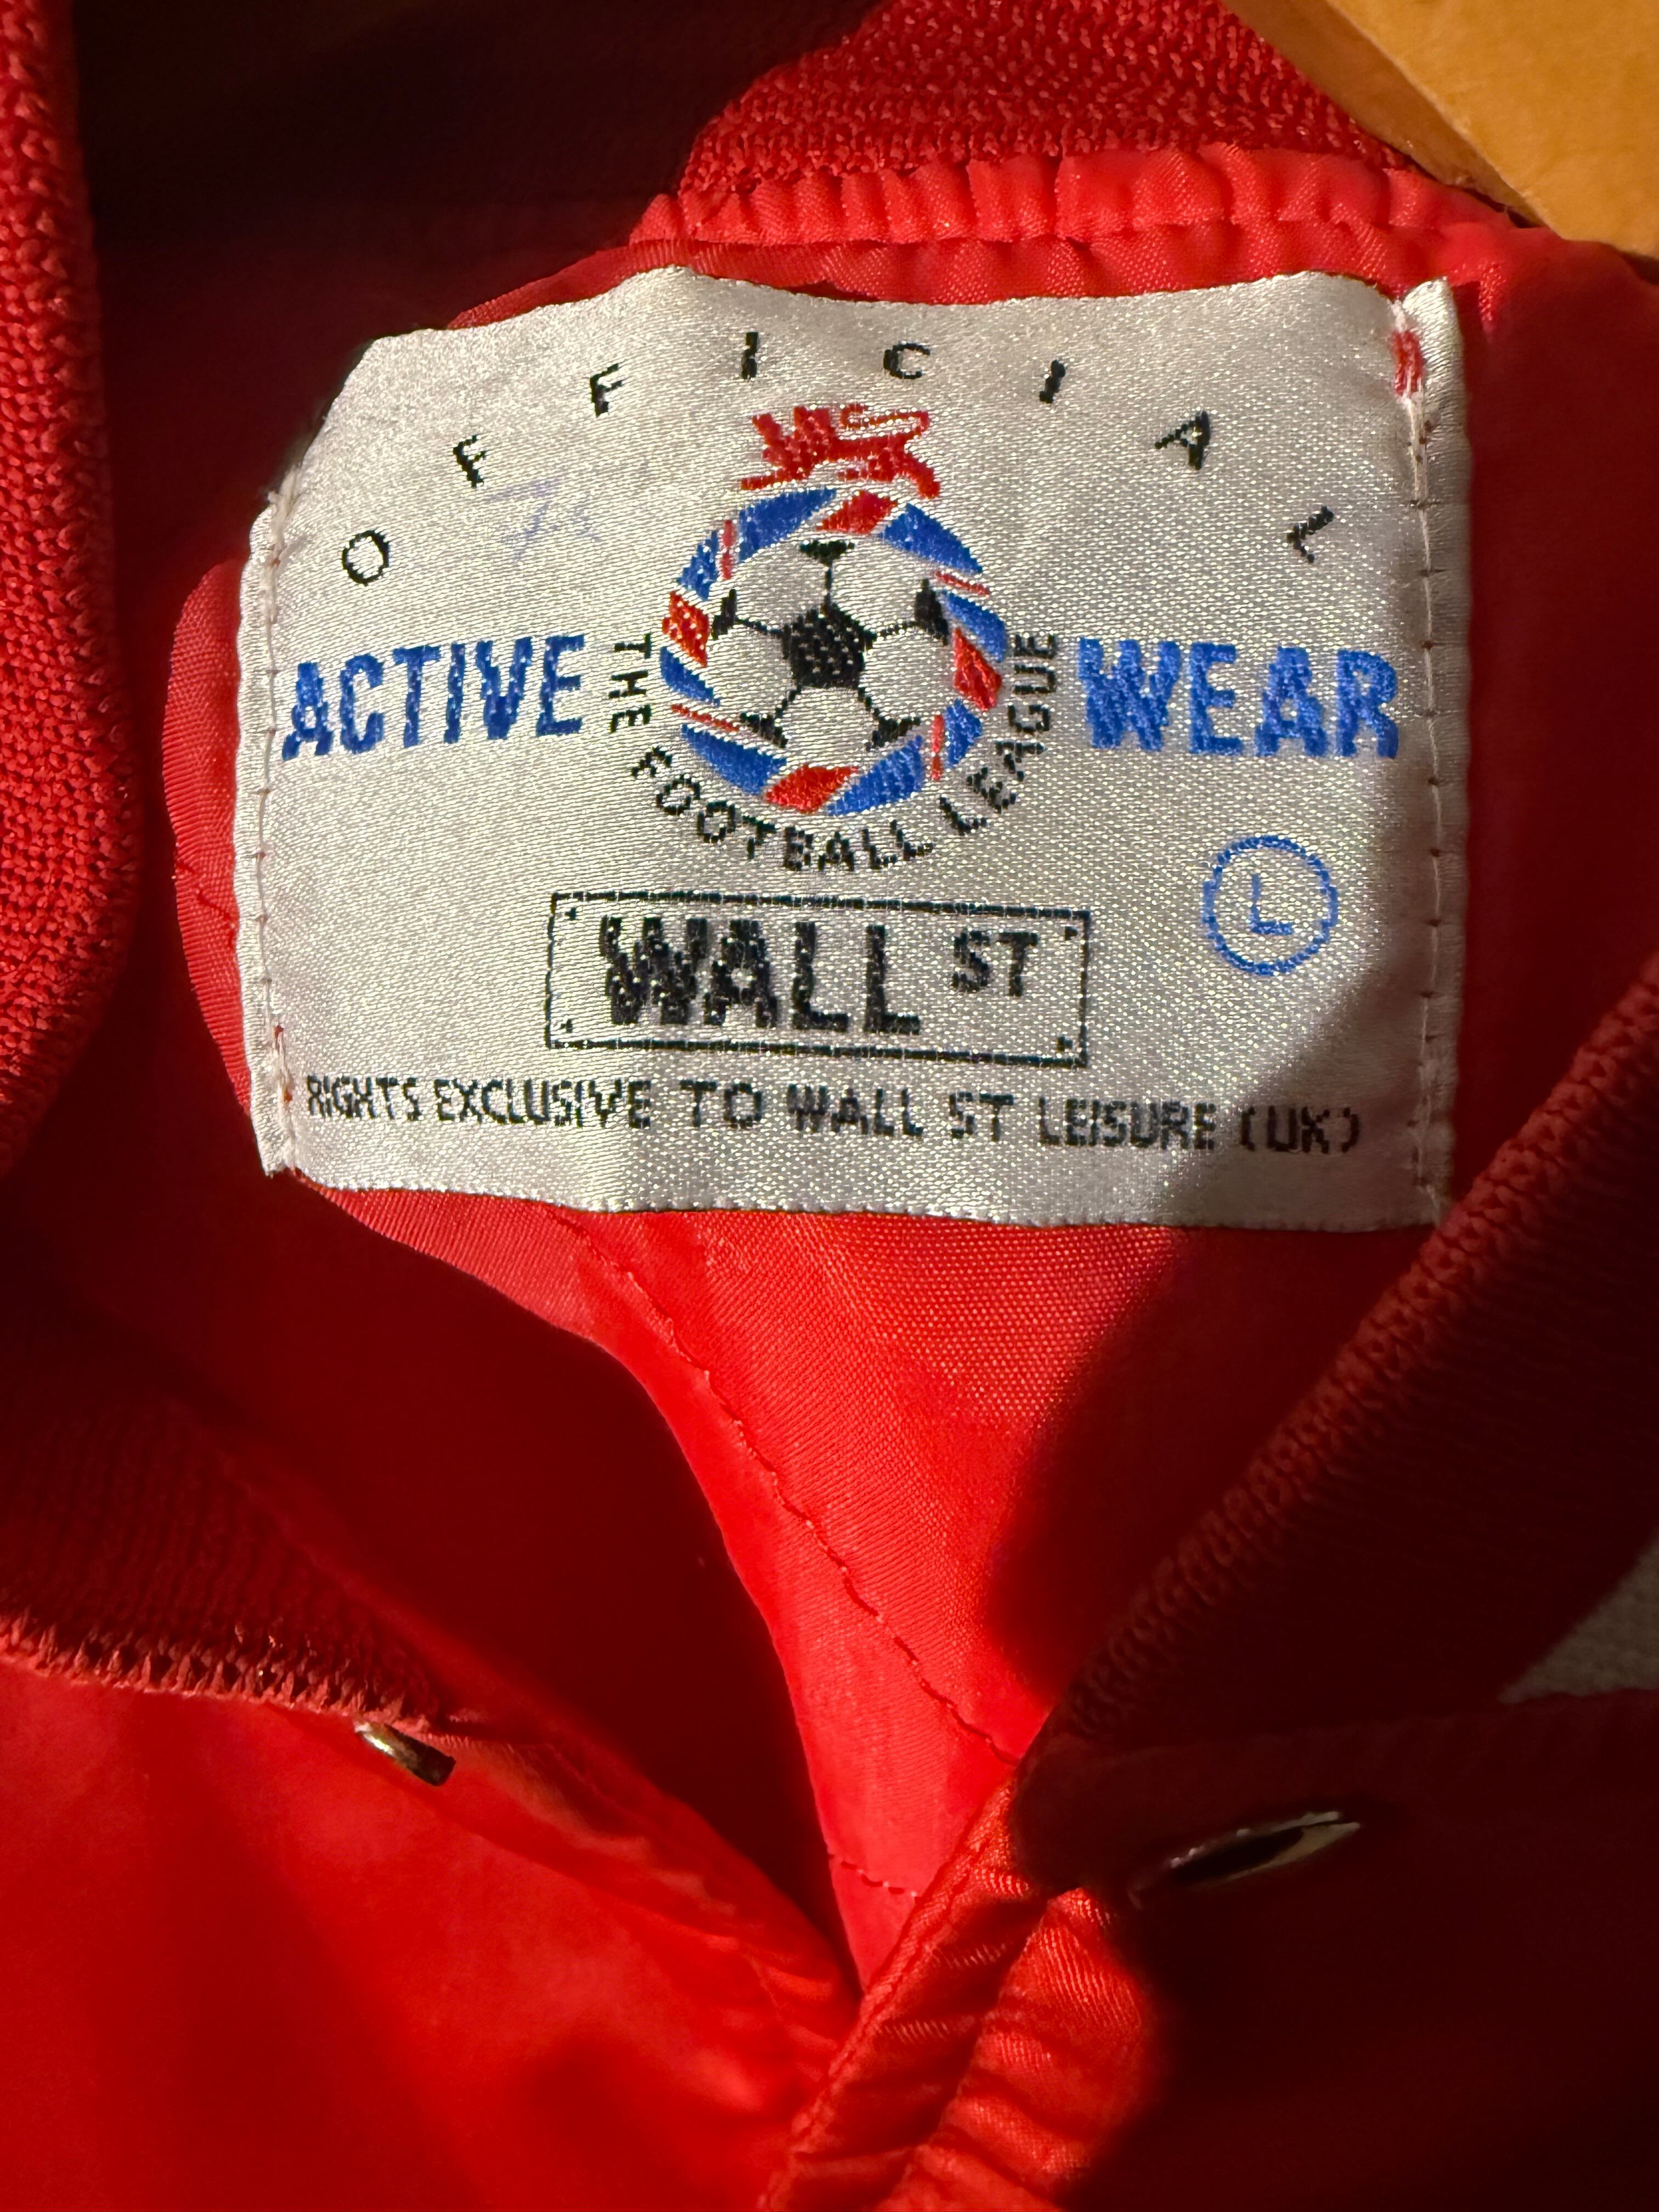 OFFICIAL
ACTIVE WEAR
THE FOOTBALL LEAGUE
L
WALL ST
RIGHTS EXCLUSIVE TO WALL ST LEISURE (UK)